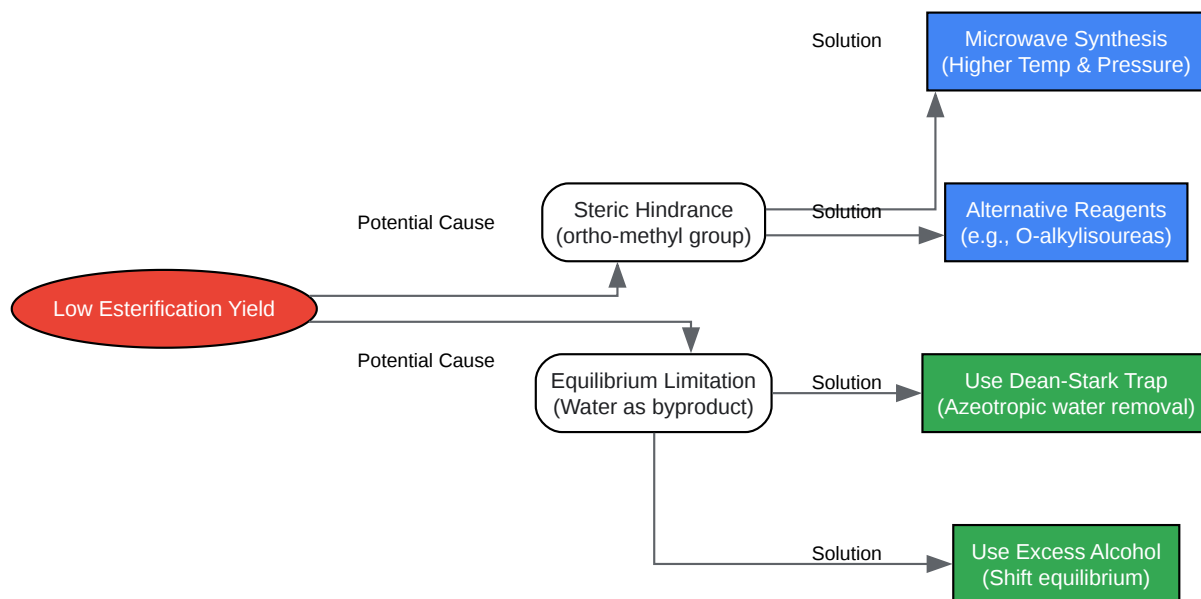 Solution
Microwave Synthesis
(Higher Temp & Pressure)
Potential Cause
Steric Hindrance
(ortho-methyl group)
Solution
Alternative Reagents
(e.g., O-alkylisoureas)
Low Esterification Yield
Potential Cause
Equilibrium Limitation
(Water as byproduct)
Solution
Use Dean-Stark Trap
(Azeotropic water removal)
Solution
Use Excess Alcohol
(Shift equilibrium)